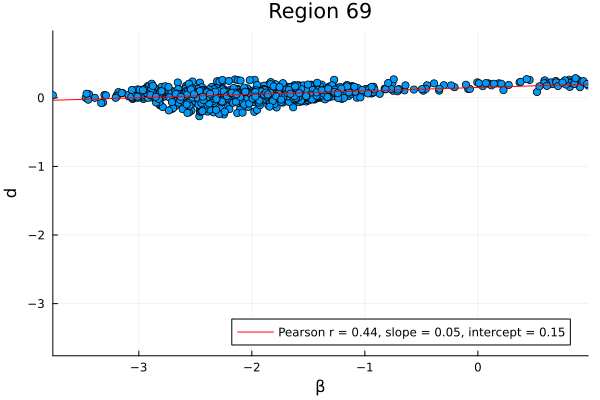 Region 69
d
0
−1
−2
−3
Pearson r = 0.44, slope = 0.05, intercept = 0.15
−3
−2
−1
0
β